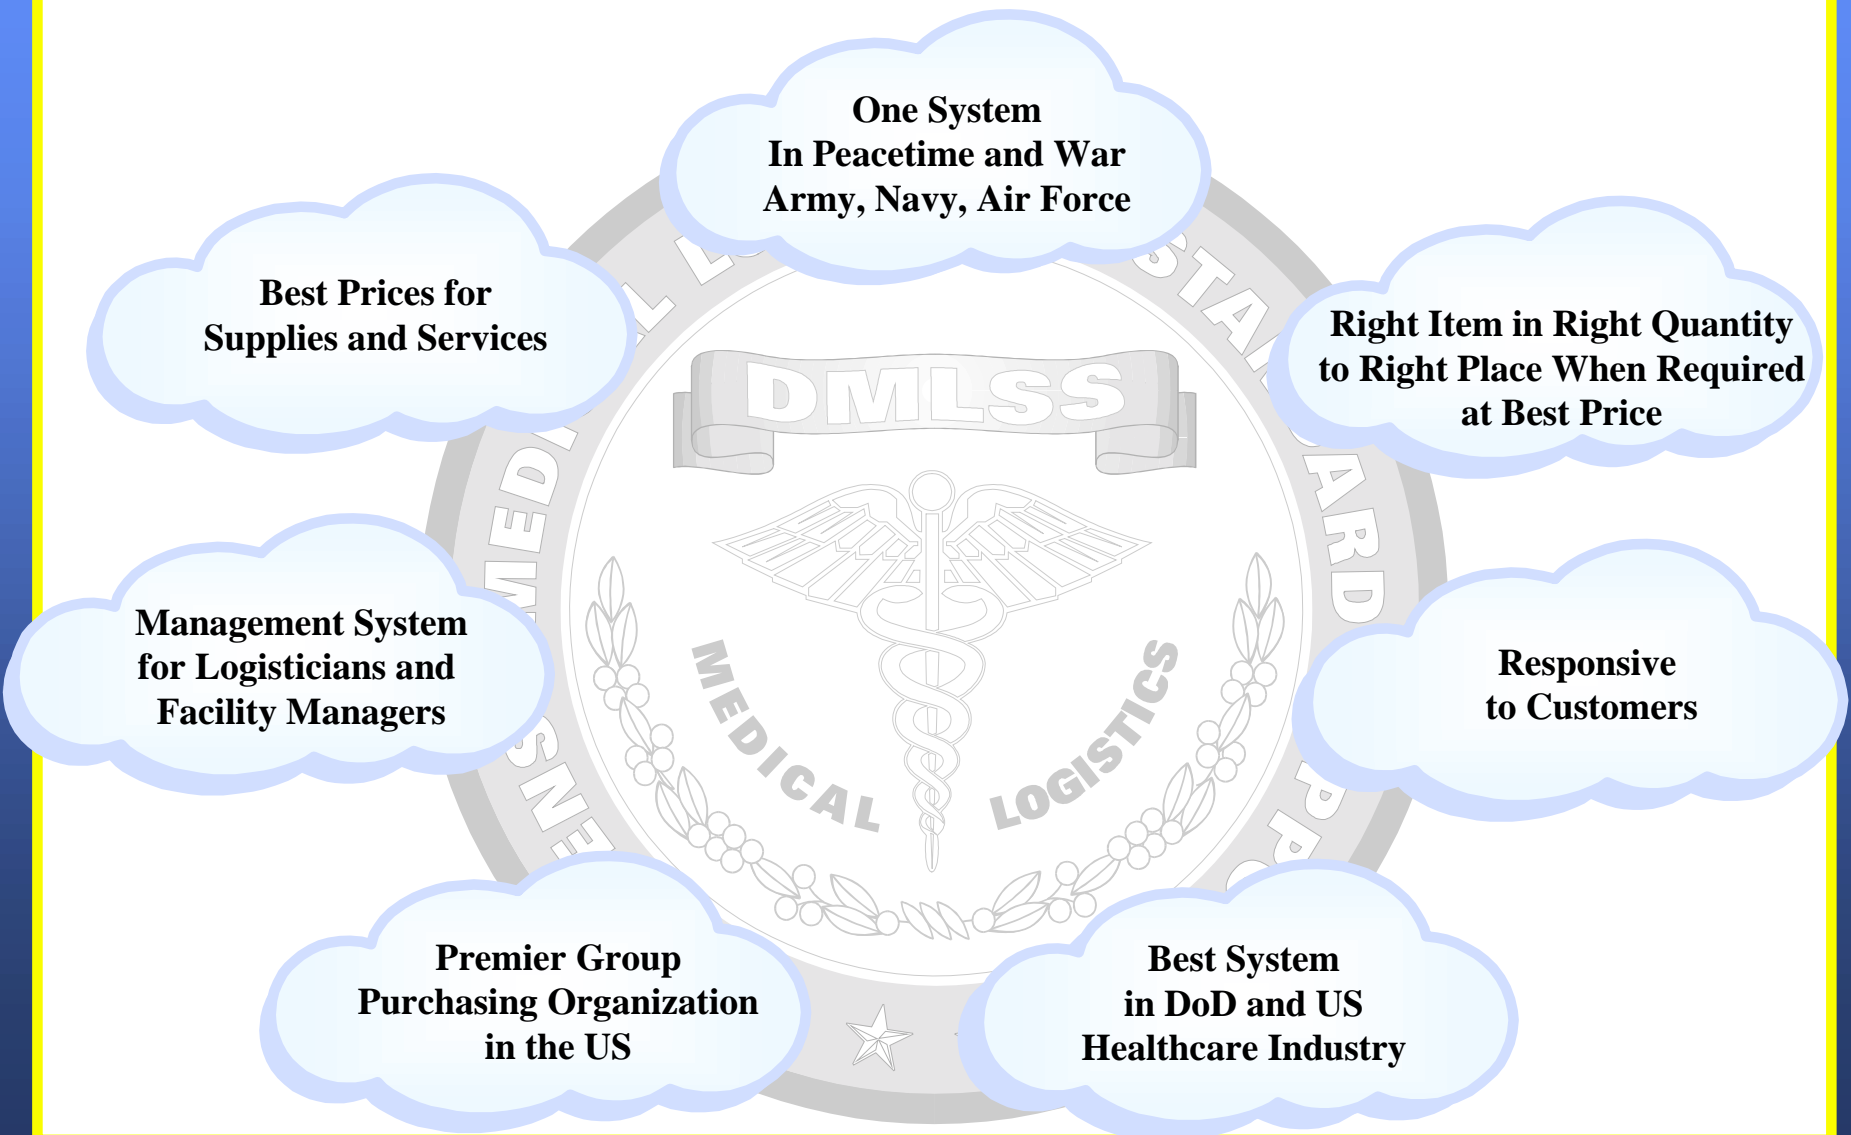 One System
In Peacetime and War
Army, Navy, Air Force
Best Prices for
Supplies and Services
Right Item in Right Quantity
to Right Place When Required
at Best Price
DMLSS
Management System
for Logisticians and
Facility Managers
Responsive
to Customers
MEDICAL LOGISTICS
Premier Group
Purchasing Organization
in the US
Best System
in DoD and US
Healthcare Industry